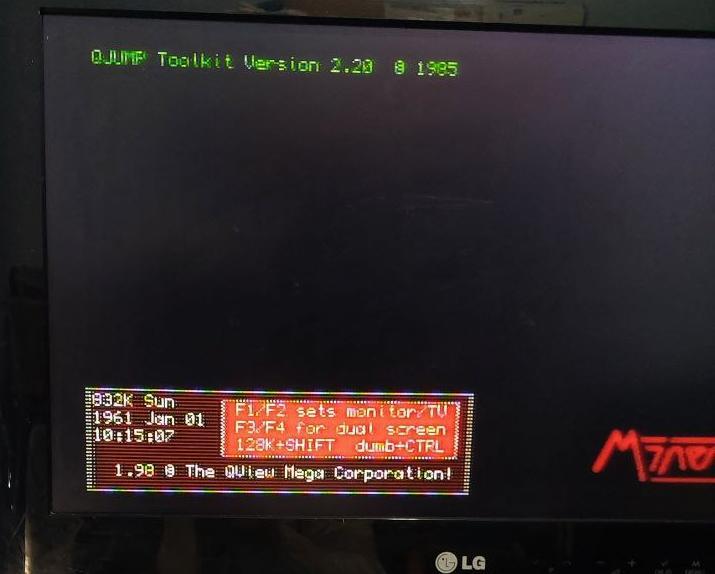 QJUMP Toolkit Version 2.20 © 1985
832K Sun
1961 Jan 01
10:15:07
F1/F2 sets monitor/TV
F3/F4 for dual screen
128K+SHIFT dumb+CTRL
1.98 © The QView Mega Corporation!
LG